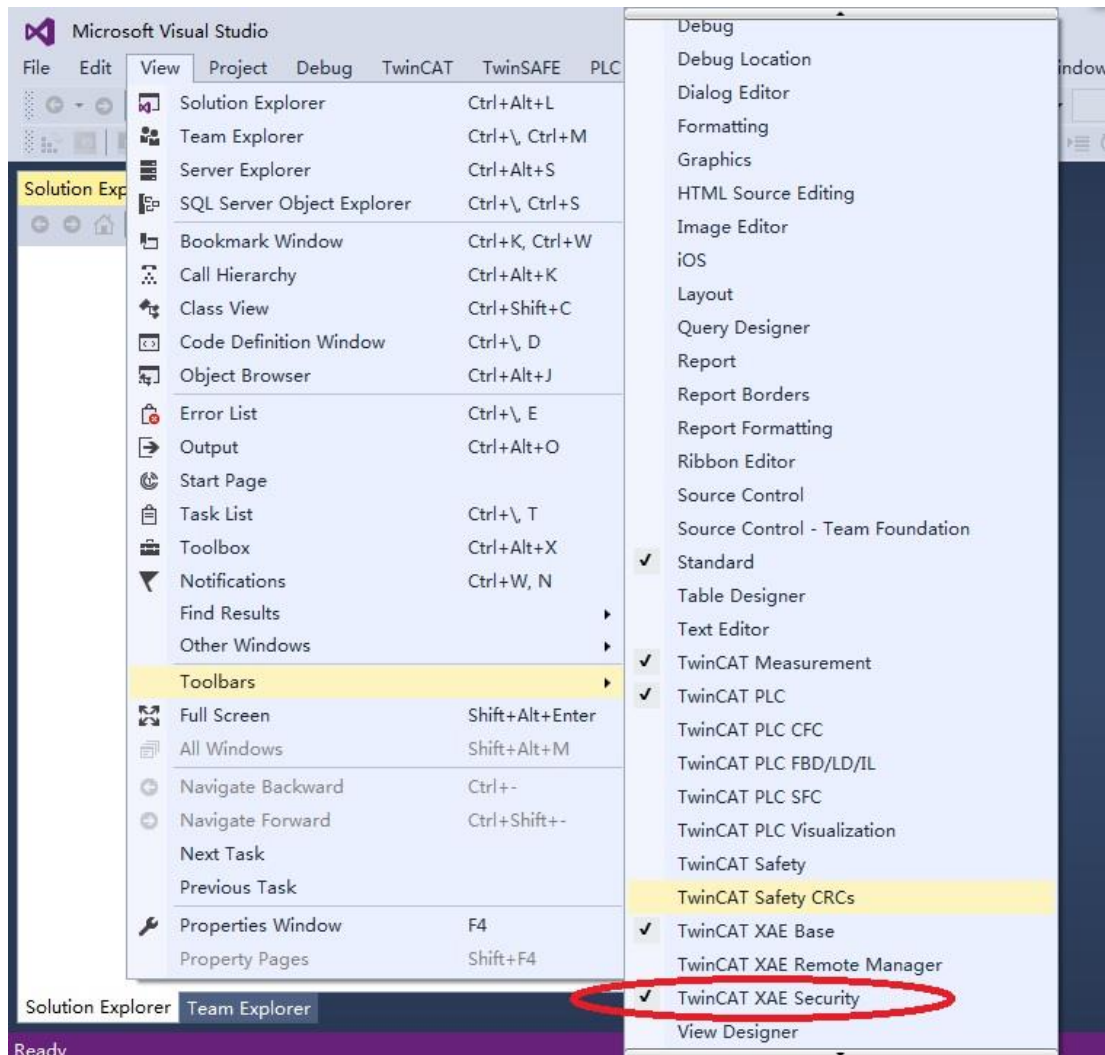 Microsoft Visual Studio
File Edit View Project Debug TwinCAT TwinSAFE PLC
Solution Explorer Ctrl+Alt+L
Team Explorer Ctrl+\, Ctrl+M
Server Explorer Ctrl+Alt+S
SQL Server Object Explorer Ctrl+\, Ctrl+S
Bookmark Window Ctrl+K, Ctrl+W
Call Hierarchy Ctrl+Alt+K
Class View Ctrl+Shift+C
Code Definition Window Ctrl+\, D
Object Browser Ctrl+Alt+J
Error List Ctrl+\, E
Output Ctrl+Alt+O
Start Page
Task List Ctrl+\, T
Toolbox Ctrl+Alt+X
Notifications Ctrl+W, N
Find Results
Other Windows
Toolbars
Full Screen Shift+Alt+Enter
All Windows Shift+Alt+M
Navigate Backward Ctrl+-
Navigate Forward Ctrl+Shift+-
Next Task
Previous Task
Properties Window F4
Property Pages Shift+F4
Debug
Debug Location
Dialog Editor
Formatting
Graphics
HTML Source Editing
Image Editor
iOS
Layout
Query Designer
Report
Report Borders
Report Formatting
Ribbon Editor
Source Control
Source Control - Team Foundation
Standard
Table Designer
Text Editor
TwinCAT Measurement
TwinCAT PLC
TwinCAT PLC CFC
TwinCAT PLC FBD/LD/IL
TwinCAT PLC SFC
TwinCAT PLC Visualization
TwinCAT Safety
TwinCAT Safety CRCs
TwinCAT XAE Base
TwinCAT XAE Remote Manager
TwinCAT XAE Security
View Designer
indow
Solution Exp
Solution Explorer Team Explorer
Ready